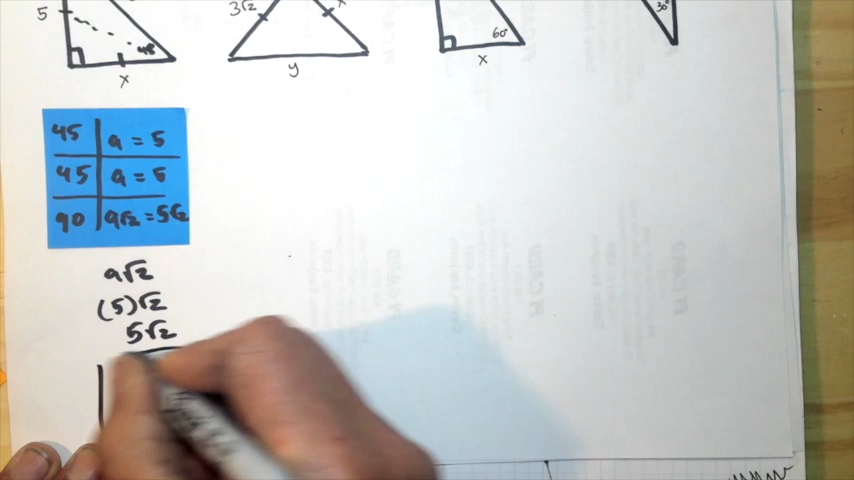 5
45
x
3√2
x
y
60°
x
30°
45 a = 5
45 a = 5
90 a√2 = 5√2
a√2
(5)√2
5√2